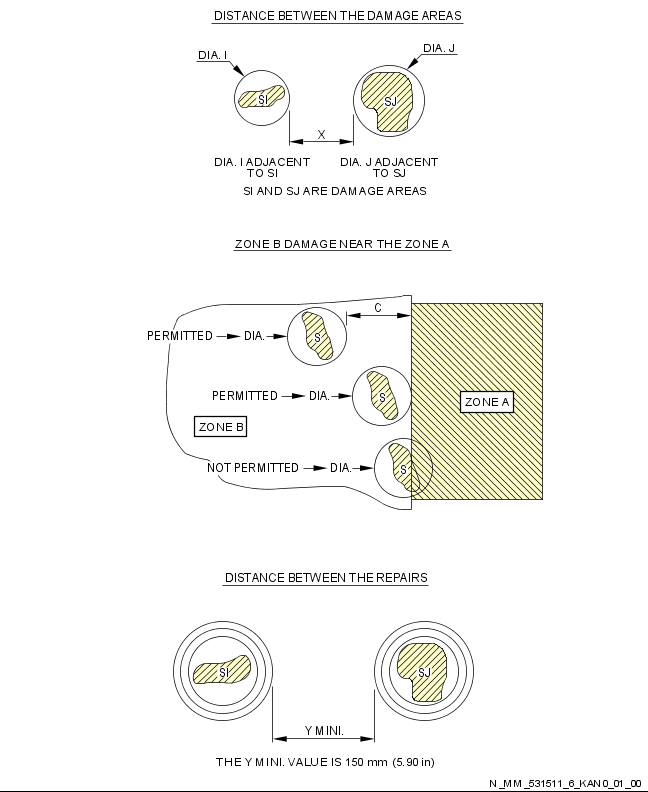 DISTANCE BETWEEN THE DAMAGE AREAS
DIA. I
DIA. J
SI
SJ
X
DIA. I ADJACENT
TO SI
DIA. J ADJACENT
TO SJ
SI AND SJ ARE DAMAGE AREAS
ZONE B DAMAGE NEAR THE ZONE A
C
PERMITTED DIA. S
PERMITTED DIA. S
ZONE A
ZONE B
NOT PERMITTED DIA. S
DISTANCE BETWEEN THE REPAIRS
SI
SJ
Y MINI.
THE Y MINI. VALUE IS 150 mm (5.90 in)
N_MM_531511_6_KAN0_01_00